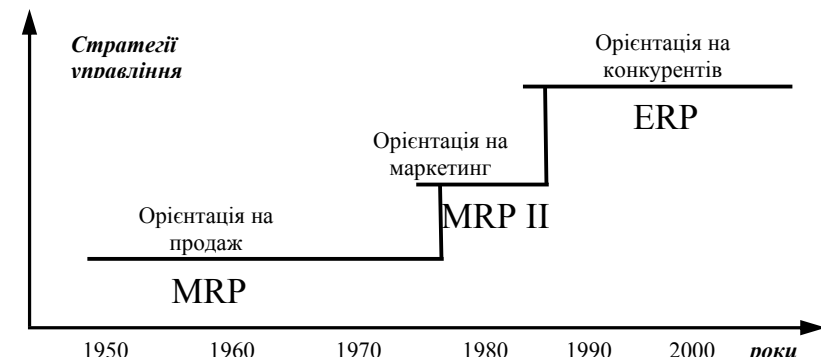 Стратегії
управління
Орієнтація на
конкурентів
ERP
Орієнтація на
маркетинг
MRP II
Орієнтація на
продаж
MRP
1950 1960 1970 1980 1990 2000 роки